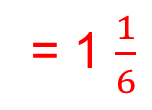 = 1 1/6